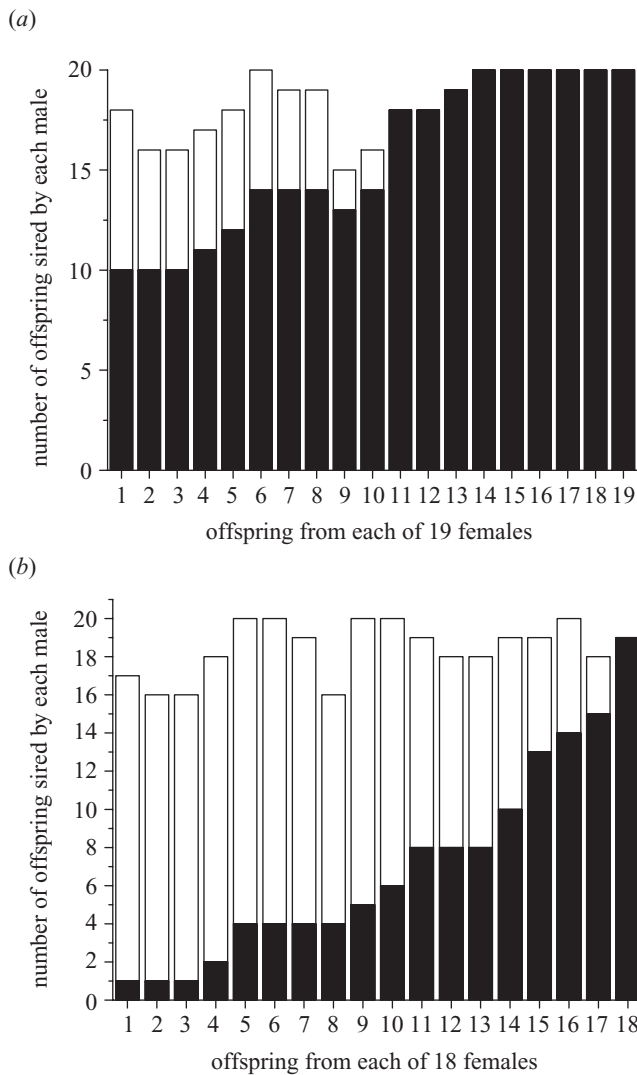 (a)
number of offspring sired by each male
20
15
10
5
0
1 2 3 4 5 6 7 8 9 10 11 12 13 14 15 16 17 18 19
offspring from each of 19 females
(b)
number of offspring sired by each male
20
18
16
14
12
10
8
6
4
2
0
1 2 3 4 5 6 7 8 9 10 11 12 13 14 15 16 17 18
offspring from each of 18 females